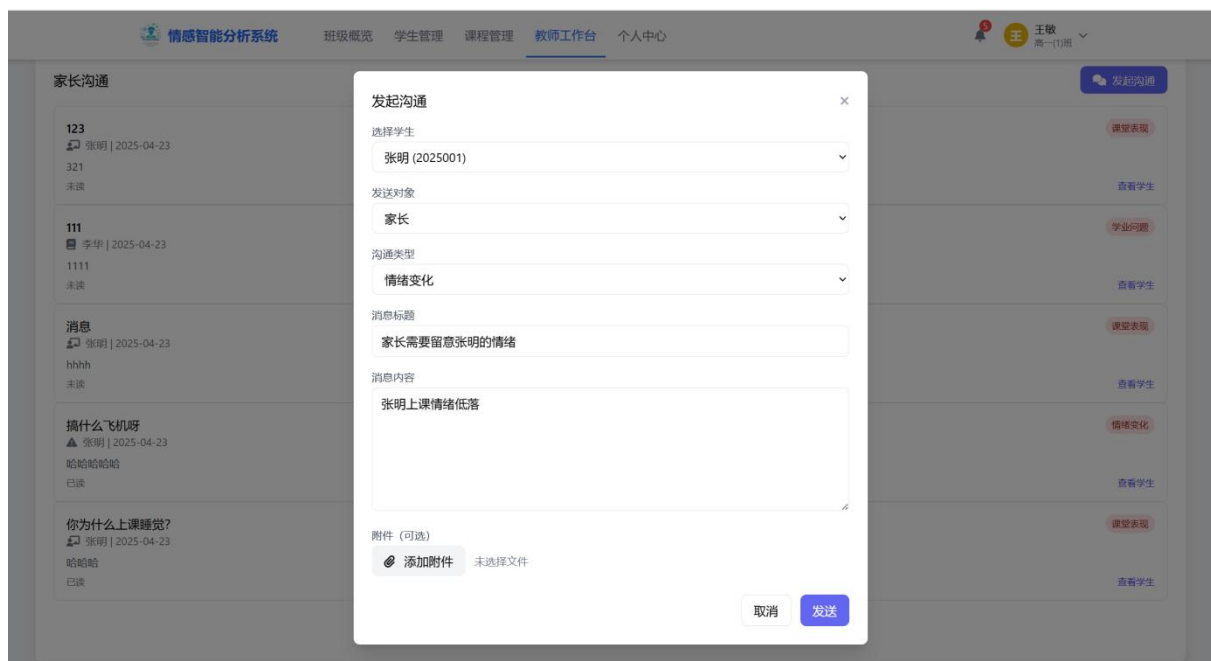 情感智能分析系统 班级概览 学生管理 课程管理 教师工作台 个人中心 5 王 王敏
高一(1)班
家长沟通 发起沟通
123 课堂表现
张明 | 2025-04-23
321
未读 查看学生
111 学业问题
李华 | 2025-04-23
1111
未读 查看学生
消息 课堂表现
张明 | 2025-04-23
hhhh
未读 查看学生
搞什么飞机呀 情绪变化
张明 | 2025-04-23
哈哈哈哈哈
已读 查看学生
你为什么上课睡觉? 课堂表现
张明 | 2025-04-23
哈哈哈
已读 查看学生
发起沟通 ×
选择学生
张明 (2025001)
发送对象
家长
沟通类型
情绪变化
消息标题
家长需要留意张明的情绪
消息内容
张明上课情绪低落
附件（可选）
添加附件 未选择文件
取消 发送